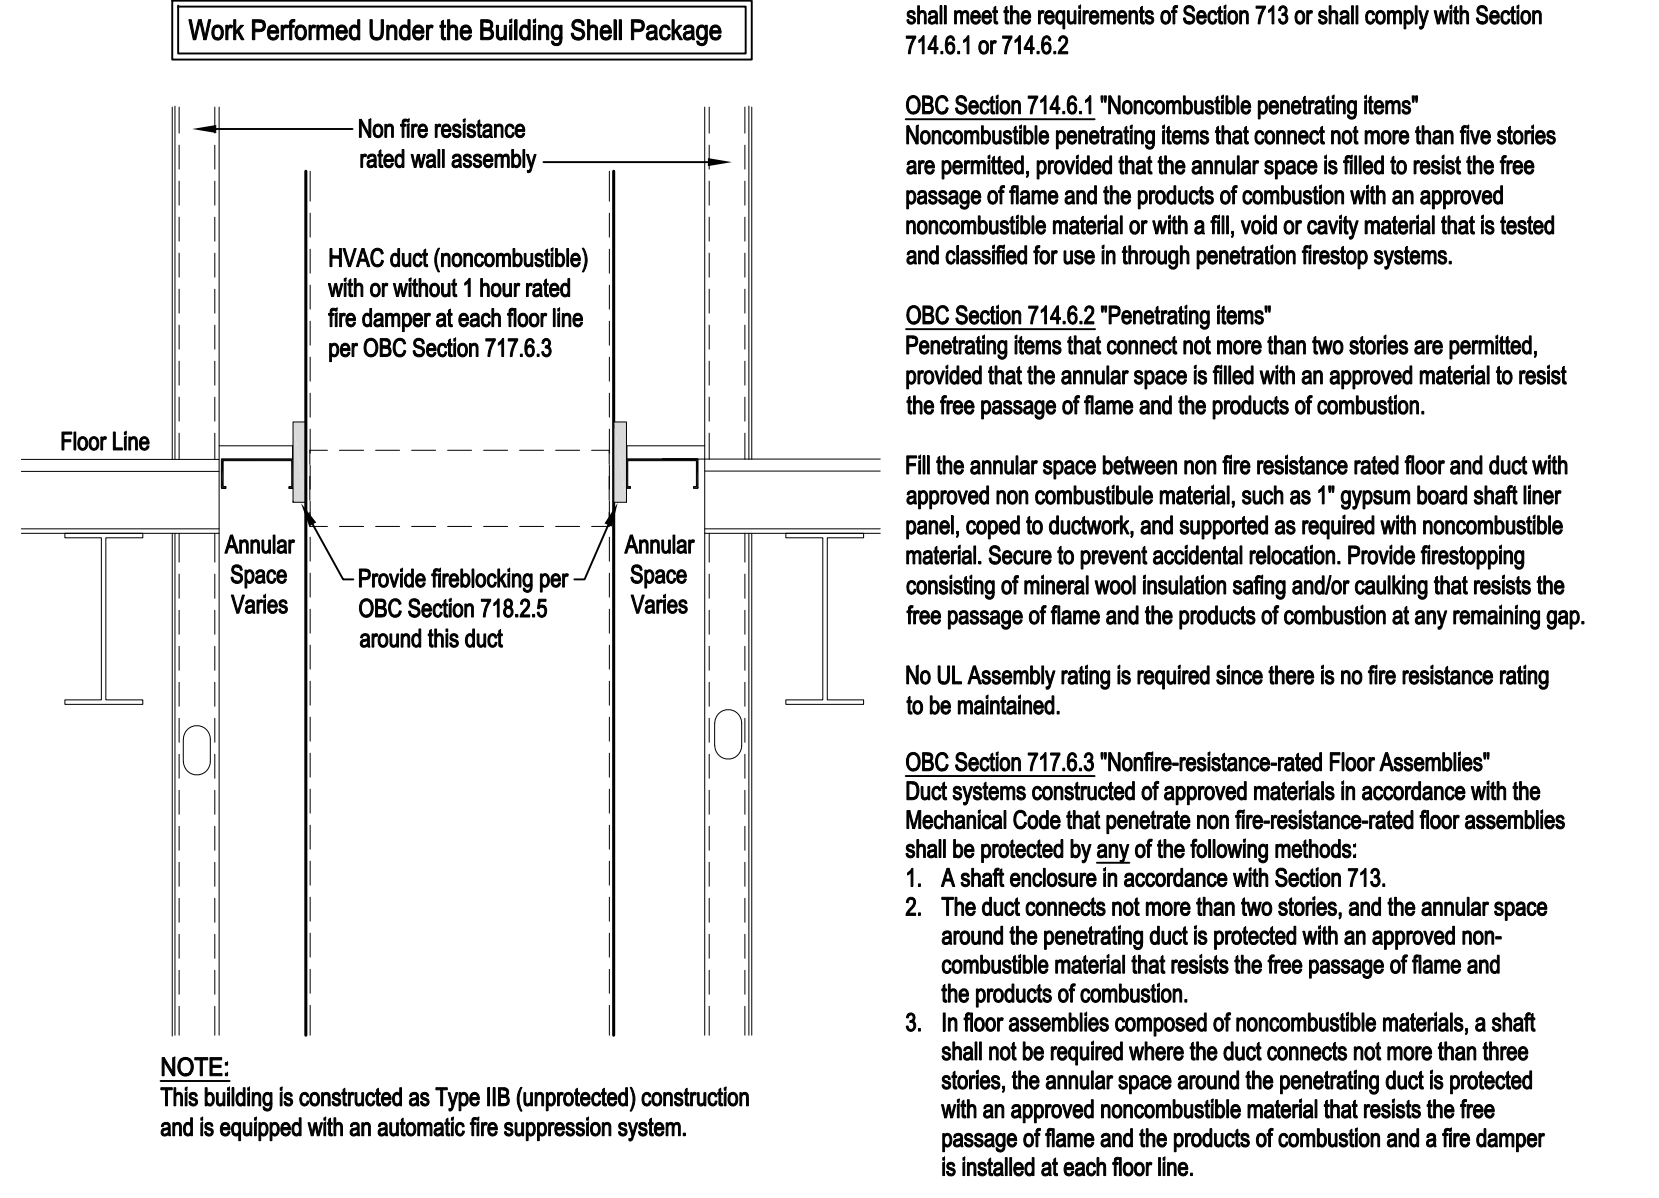 Work Performed Under the Building Shell Package
Non fire resistance
rated wall assembly
HVAC duct (noncombustible)
with or without 1 hour rated
fire damper at each floor line
per OBC Section 717.6.3
Floor Line
Annular
Space
Varies
Provide fireblocking per
OBC Section 718.2.5
around this duct
Annular
Space
Varies
NOTE:
This building is constructed as Type IIB (unprotected) construction
and is equipped with an automatic fire suppression system.
shall meet the requirements of Section 713 or shall comply with Section
714.6.1 or 714.6.2
OBC Section 714.6.1 "Noncombustible penetrating items"
Noncombustible penetrating items that connect not more than five stories
are permitted, provided that the annular space is filled to resist the free
passage of flame and the products of combustion with an approved
noncombustible material or with a fill, void or cavity material that is tested
and classified for use in through penetration firestop systems.
OBC Section 714.6.2 "Penetrating items"
Penetrating items that connect not more than two stories are permitted,
provided that the annular space is filled with an approved material to resist
the free passage of flame and the products of combustion.
Fill the annular space between non fire resistance rated floor and duct with
approved non combustibule material, such as 1" gypsum board shaft liner
panel, coped to ductwork, and supported as required with noncombustible
material. Secure to prevent accidental relocation. Provide firestopping
consisting of mineral wool insulation safing and/or caulking that resists the
free passage of flame and the products of combustion at any remaining gap.
No UL Assembly rating is required since there is no fire resistance rating
to be maintained.
OBC Section 717.6.3 "Nonfire-resistance-rated Floor Assemblies"
Duct systems constructed of approved materials in accordance with the
Mechanical Code that penetrate non fire-resistance-rated floor assemblies
shall be protected by any of the following methods:
1. A shaft enclosure in accordance with Section 713.
2. The duct connects not more than two stories, and the annular space
around the penetrating duct is protected with an approved non-
combustible material that resists the free passage of flame and
the products of combustion.
3. In floor assemblies composed of noncombustible materials, a shaft
shall not be required where the duct connects not more than three
stories, the annular space around the penetrating duct is protected
with an approved noncombustible material that resists the free
passage of flame and the products of combustion and a fire damper
is installed at each floor line.